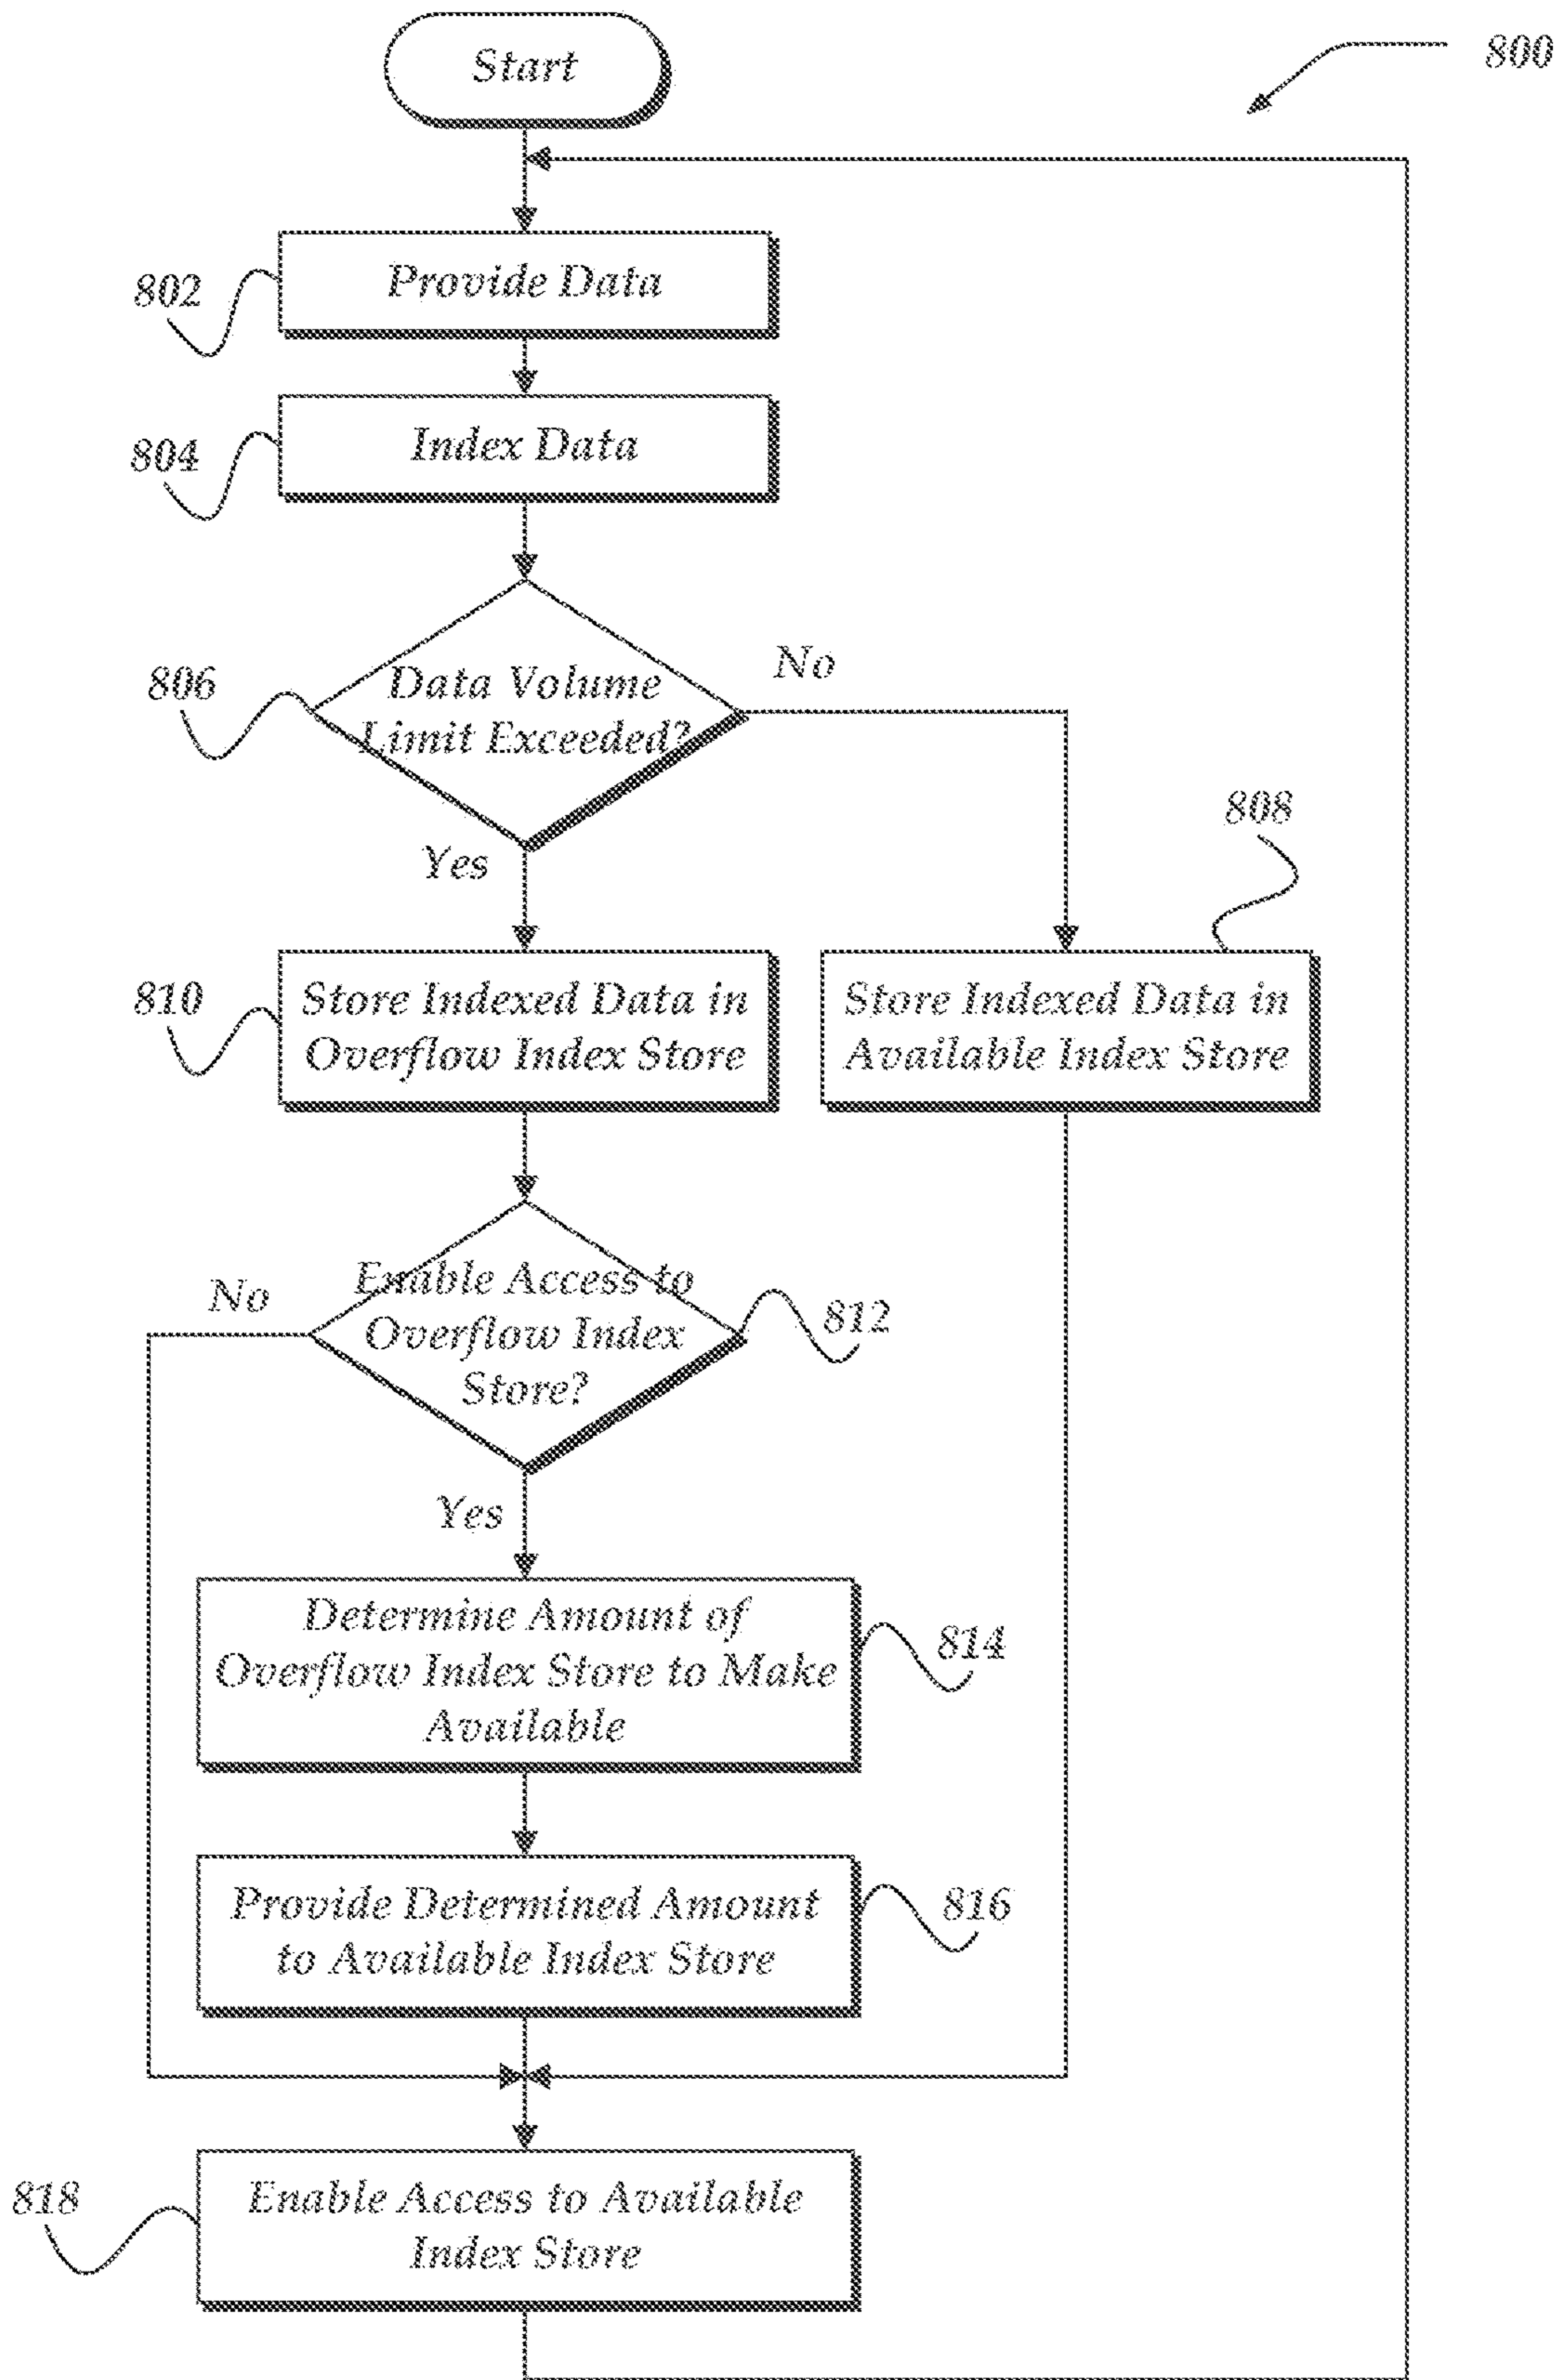 Start
800
Provide Data
802
Index Data
804
Data Volume
Limit Exceeded?
806
No
Yes
808
Store Indexed Data in
Overflow Index Store
810
Store Indexed Data in
Available Index Store
Enable Access to
Overflow Index
Store?
No
812
Yes
Determine Amount of
Overflow Index Store to Make
Available
814
Provide Determined Amount
to Available Index Store
816
Enable Access to Available
Index Store
818